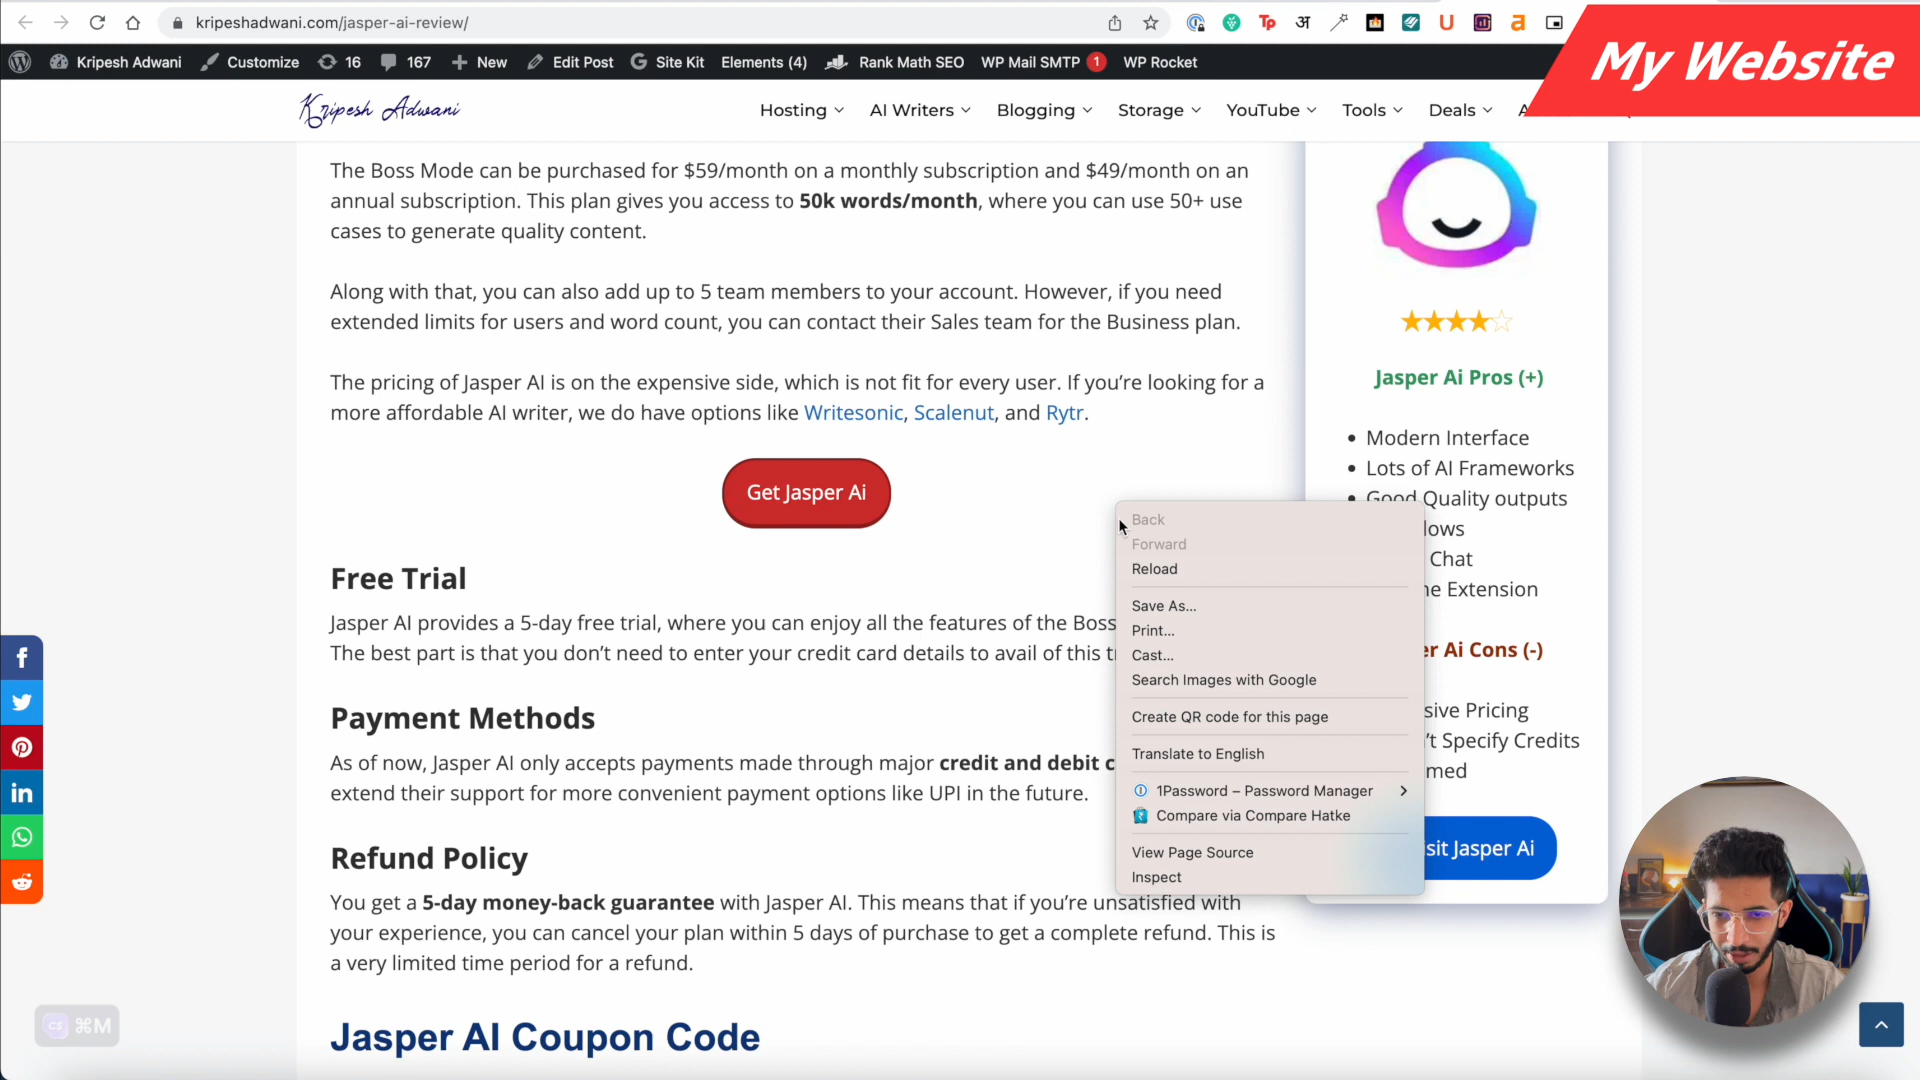 kripeshadwani.com/jasper-ai-review/
Tp
अ
U
a
My Website
Kripesh Adwani
Customize
16
167
New
Edit Post
Site Kit
Elements (4)
Rank Math SEO
WP Mail SMTP 1
WP Rocket
Kripesh Adwani
Hosting
AI Writers
Blogging
Storage
YouTube
Tools
Deals
The Boss Mode can be purchased for $59/month on a monthly subscription and $49/month on an
annual subscription. This plan gives you access to 50k words/month, where you can use 50+ use
cases to generate quality content.
Along with that, you can also add up to 5 team members to your account. However, if you need
extended limits for users and word count, you can contact their Sales team for the Business plan.
The pricing of Jasper AI is on the expensive side, which is not fit for every user. If you’re looking for a
more affordable AI writer, we do have options like Writesonic, Scalenut, and Rytr.
Get Jasper Ai
Free Trial
Jasper AI provides a 5-day free trial, where you can enjoy all the features of the Boss
The best part is that you don’t need to enter your credit card details to avail of this
Payment Methods
As of now, Jasper AI only accepts payments made through major credit and debit
extend their support for more convenient payment options like UPI in the future.
Refund Policy
You get a 5-day money-back guarantee with Jasper AI. This means that if you’re unsatisfied with
your experience, you can cancel your plan within 5 days of purchase to get a complete refund. This is
a very limited time period for a refund.
Jasper AI Coupon Code
Jasper Ai Pros (+)
Modern Interface
Lots of AI Frameworks
Good Quality outputs
Chat
Extension
Ai Cons (-)
Pricing
Specify Credits
Jasper Ai
Back
Forward
Reload
Save As...
Print...
Cast...
Search Images with Google
Create QR code for this page
Translate to English
1Password – Password Manager
Compare via Compare Hatke
View Page Source
Inspect
⌘M